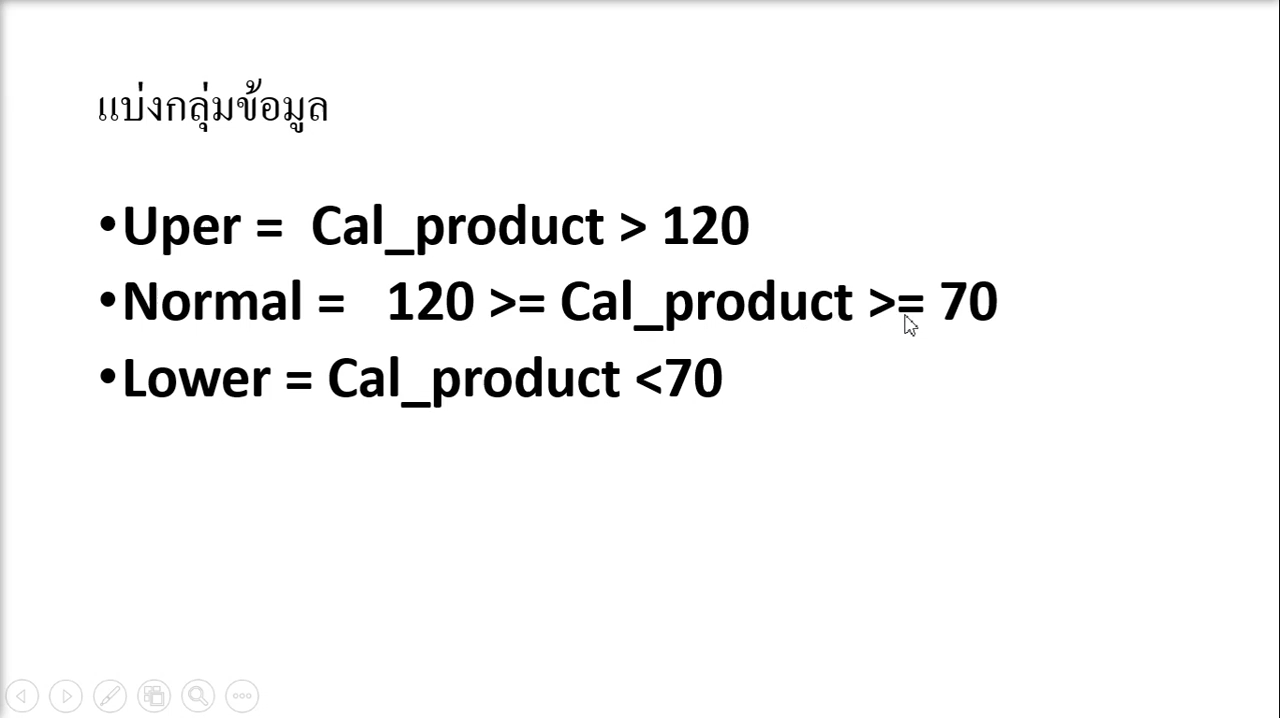 แบ่งกลุ่มข้อมูล
•Uper = Cal_product > 120
•Normal = 120 >= Cal_product >= 70
•Lower = Cal_product <70